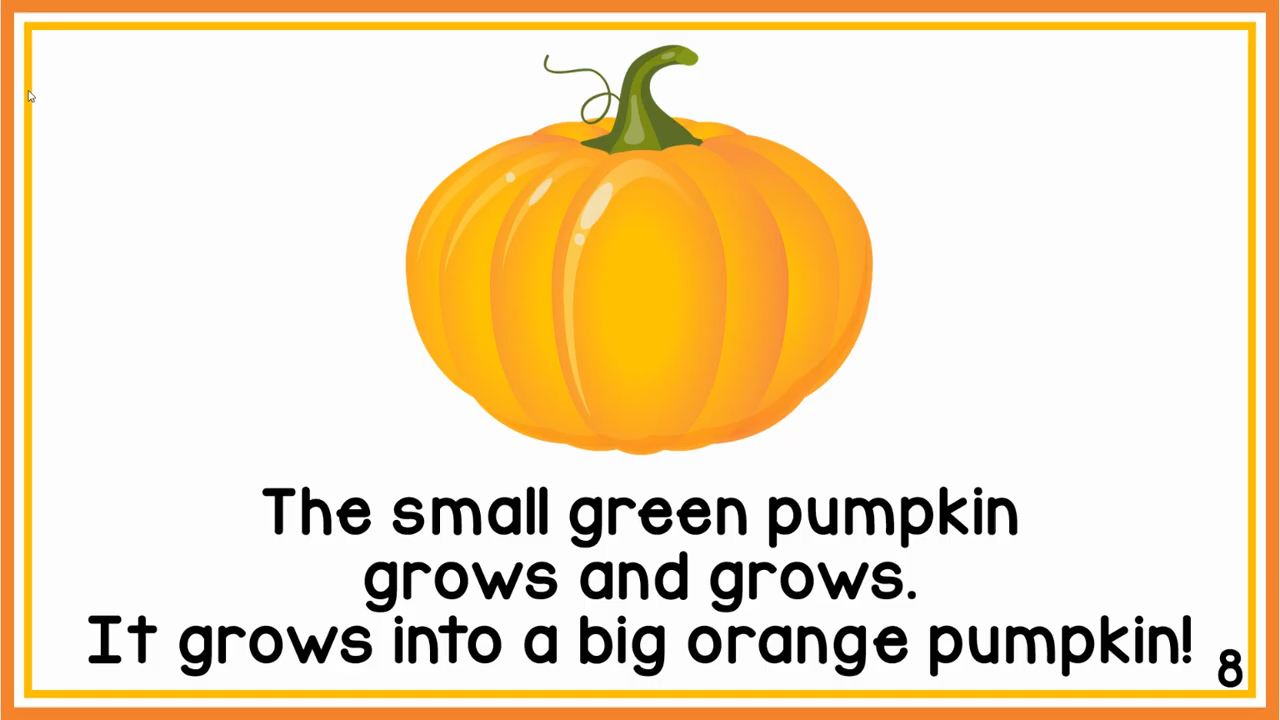 The small green pumpkin
grows and grows.
It grows into a big orange pumpkin!
8